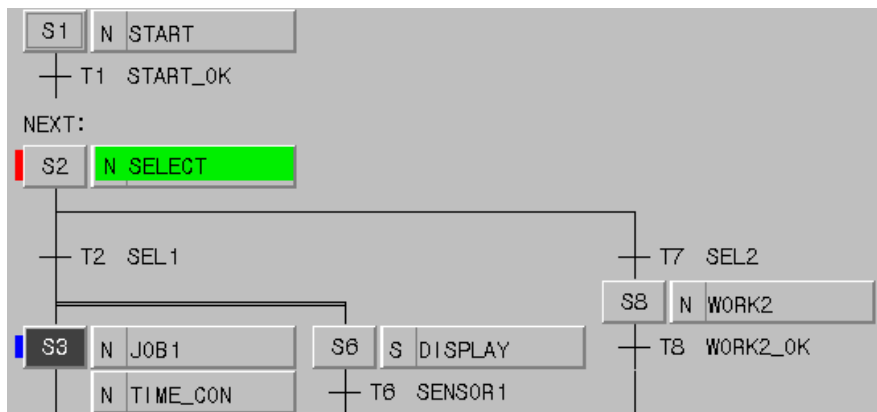 S1 N START
T1 START_OK
NEXT:
S2 N SELECT
T2 SEL1
T7 SEL2
S8 N WORK2
S3 N JOB1
S6 S DISPLAY
T8 WORK2_OK
N TIME_CON
T6 SENSOR1